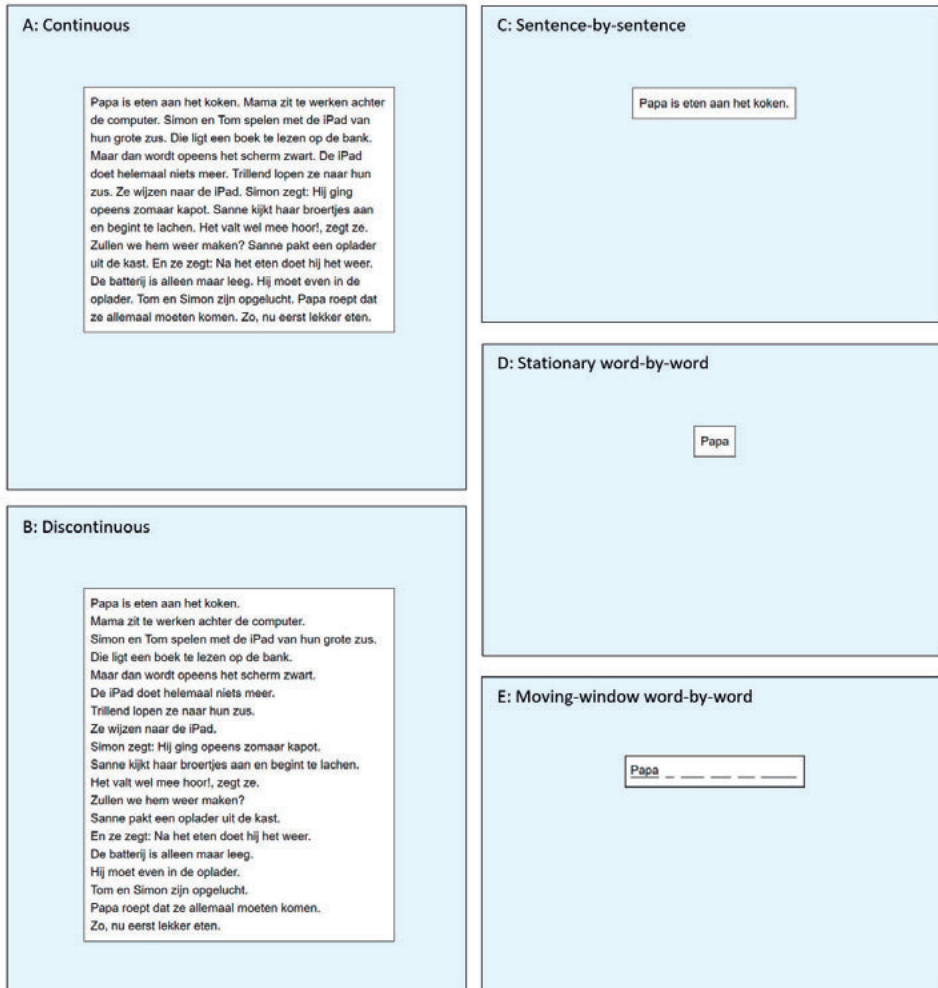 A: Continuous
Papa is eten aan het koken. Mama zit te werken achter
de computer. Simon en Tom spelen met de iPad van
hun grote zus. Die ligt een boek te lezen op de bank.
Maar dan wordt opeens het scherm zwart. De iPad
doet helemaal niets meer. Trillend lopen ze naar hun
zus. Ze wijzen naar de iPad. Simon zegt: Hij ging
opeens zomaar kapot. Sanne kijkt haar broertjes aan
en begint te lachen. Het valt wel mee hoor!, zegt ze.
Zullen we hem weer maken? Sanne pakt een oplader
uit de kast. En ze zegt: Na het eten doet hij het weer.
De batterij is alleen maar leeg. Hij moet even in de
oplader. Tom en Simon zijn opgelucht. Papa roept dat
ze allemaal moeten komen. Zo, nu eerst lekker eten.
B: Discontinuous
Papa is eten aan het koken.
Mama zit te werken achter de computer.
Simon en Tom spelen met de iPad van hun grote zus.
Die ligt een boek te lezen op de bank.
Maar dan wordt opeens het scherm zwart.
De iPad doet helemaal niets meer.
Trillend lopen ze naar hun zus.
Ze wijzen naar de iPad.
Simon zegt: Hij ging opeens zomaar kapot.
Sanne kijkt haar broertjes aan en begint te lachen.
Het valt wel mee hoor!, zegt ze.
Zullen we hem weer maken?
Sanne pakt een oplader uit de kast.
En ze zegt: Na het eten doet hij het weer.
De batterij is alleen maar leeg.
Hij moet even in de oplader.
Tom en Simon zijn opgelucht.
Papa roept dat ze allemaal moeten komen.
Zo, nu eerst lekker eten.
C: Sentence-by-sentence
Papa is eten aan het koken.
D: Stationary word-by-word
Papa
E: Moving-window word-by-word
Papa _ ___ ___ ___ ____